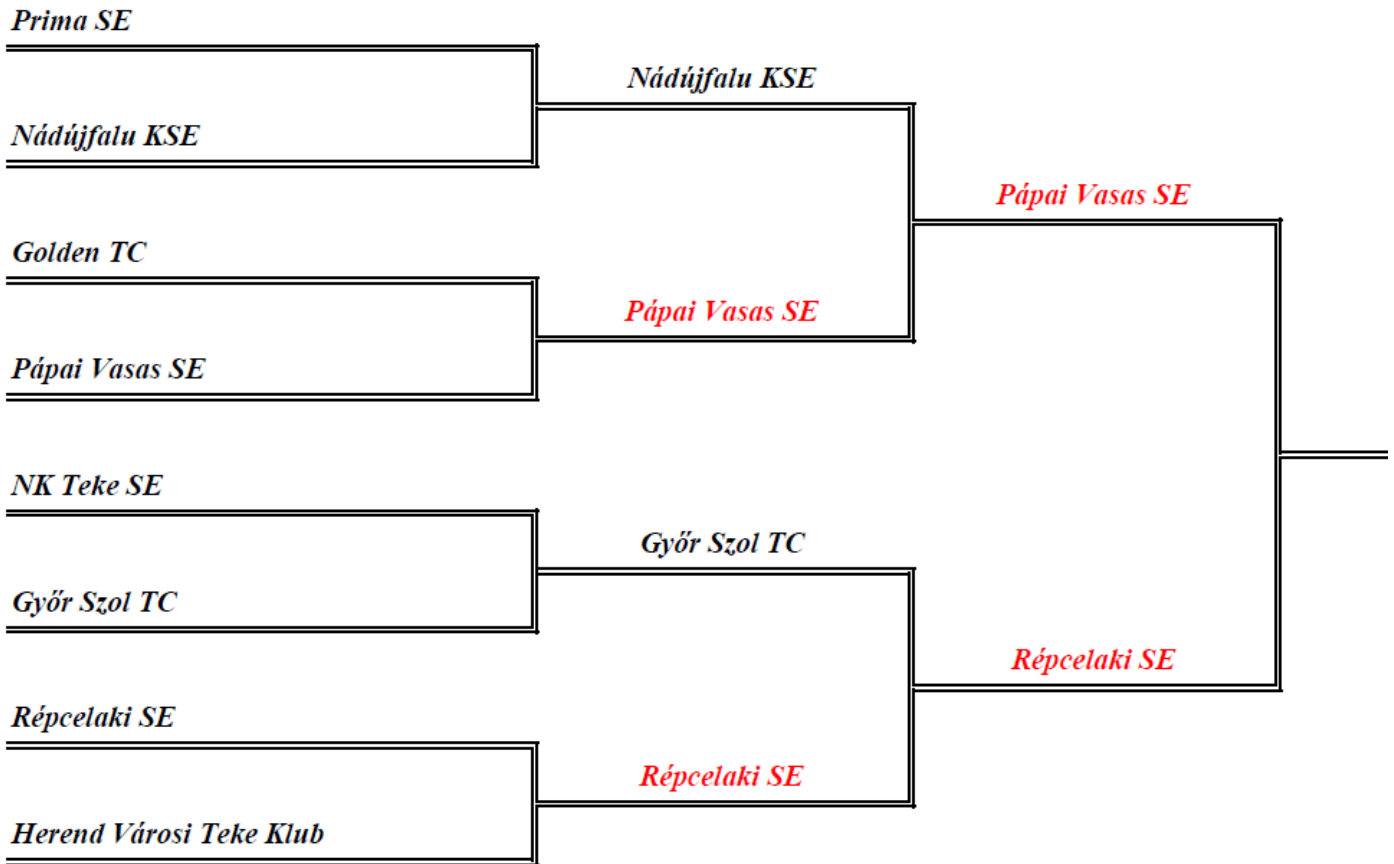 Prima SE
Nádújfalu KSE
Nádújfalu KSE
Pápai Vasas SE
Golden TC
Pápai Vasas SE
Pápai Vasas SE
NK Teke SE
Győr Szol TC
Győr Szol TC
Répcelaki SE
Répcelaki SE
Répcelaki SE
Herend Városi Teke Klub